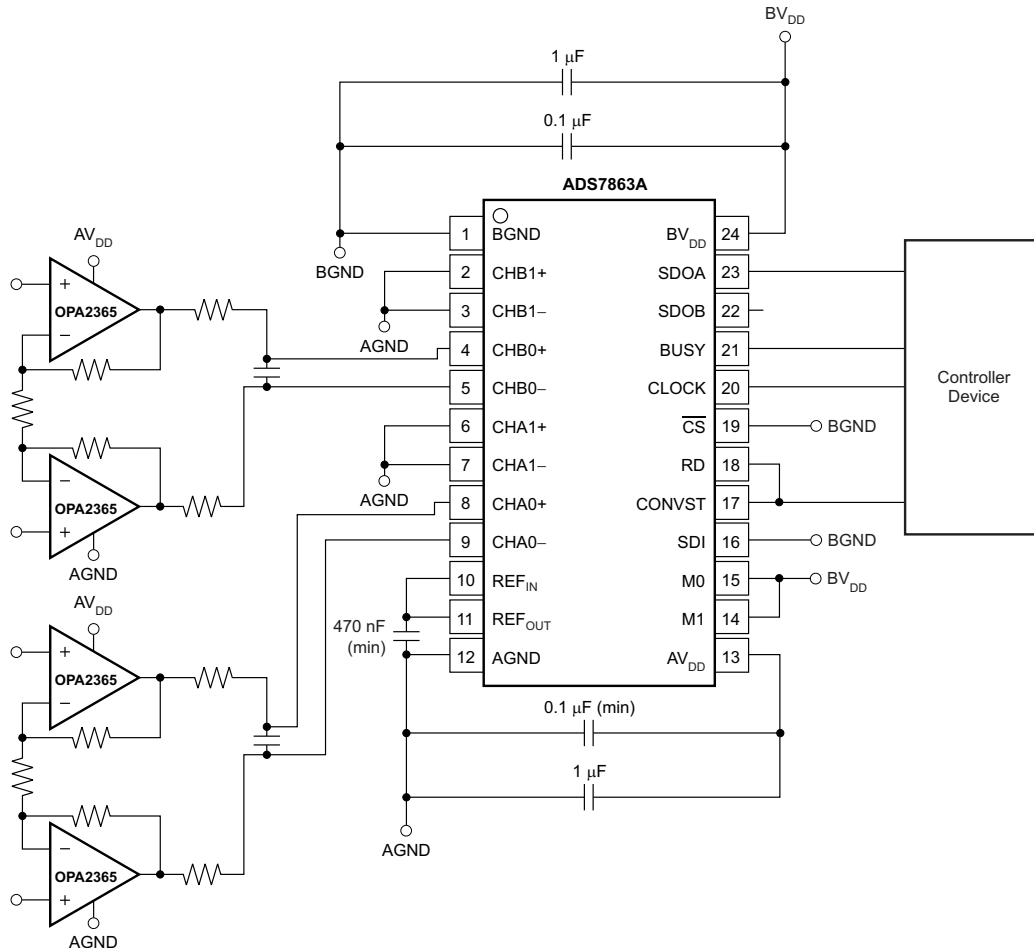 BV_DD
1 μF
0.1 μF
ADS7863A
BGND
1 BGND
2 CHB1+
3 CHB1−
AGND
4 CHB0+
5 CHB0−
6 CHA1+
7 CHA1−
AGND
8 CHA0+
9 CHA0−
10 REF_IN
11 REF_OUT
12 AGND
470 nF
(min)
BV_DD 24
SDOA 23
SDOB 22
BUSY 21
CLOCK 20
C̅S̅ 19
BGND
RD 18
CONVST 17
SDI 16
BGND
M0 15
BV_DD
M1 14
AV_DD 13
Controller
Device
0.1 μF (min)
1 μF
AGND
AV_DD
+
OPA2365
−
−
OPA2365
+
AGND
AV_DD
+
OPA2365
−
−
OPA2365
+
AGND